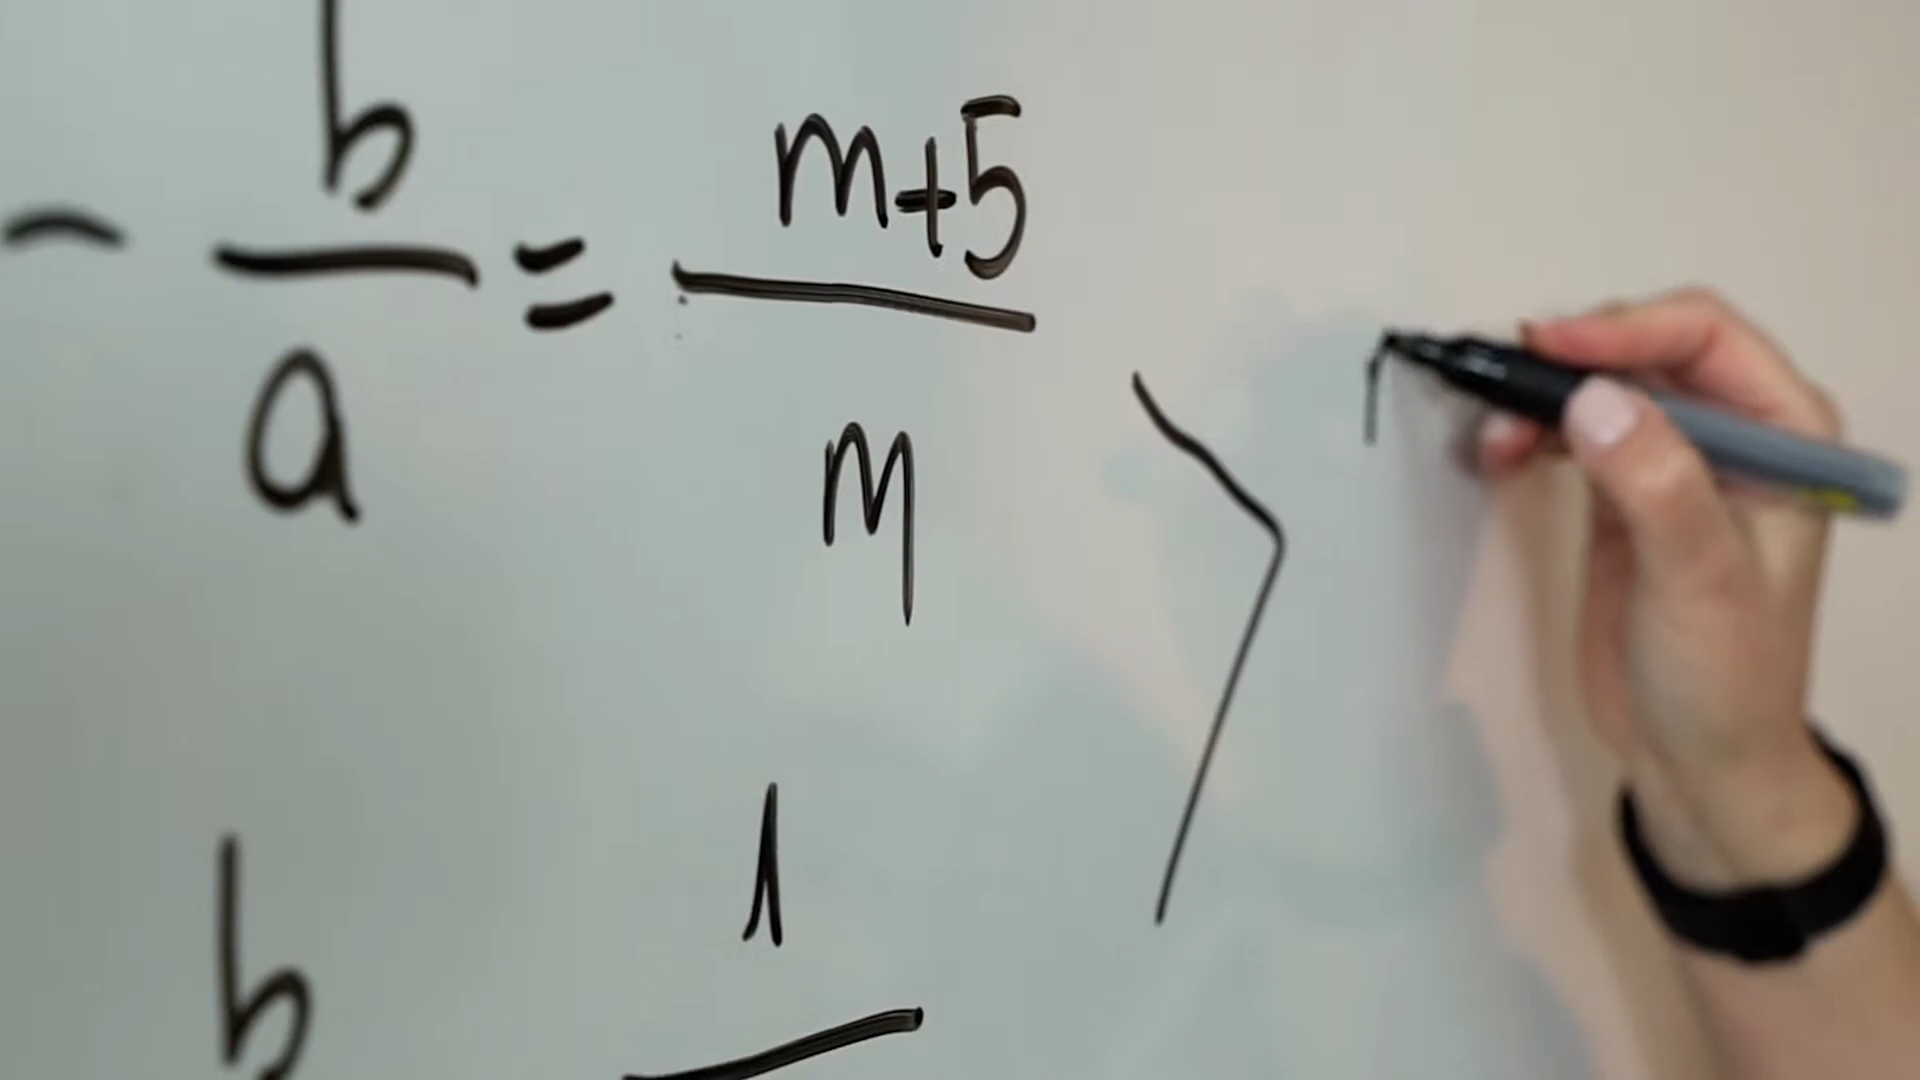 - b/a = m+5/m >
b 1